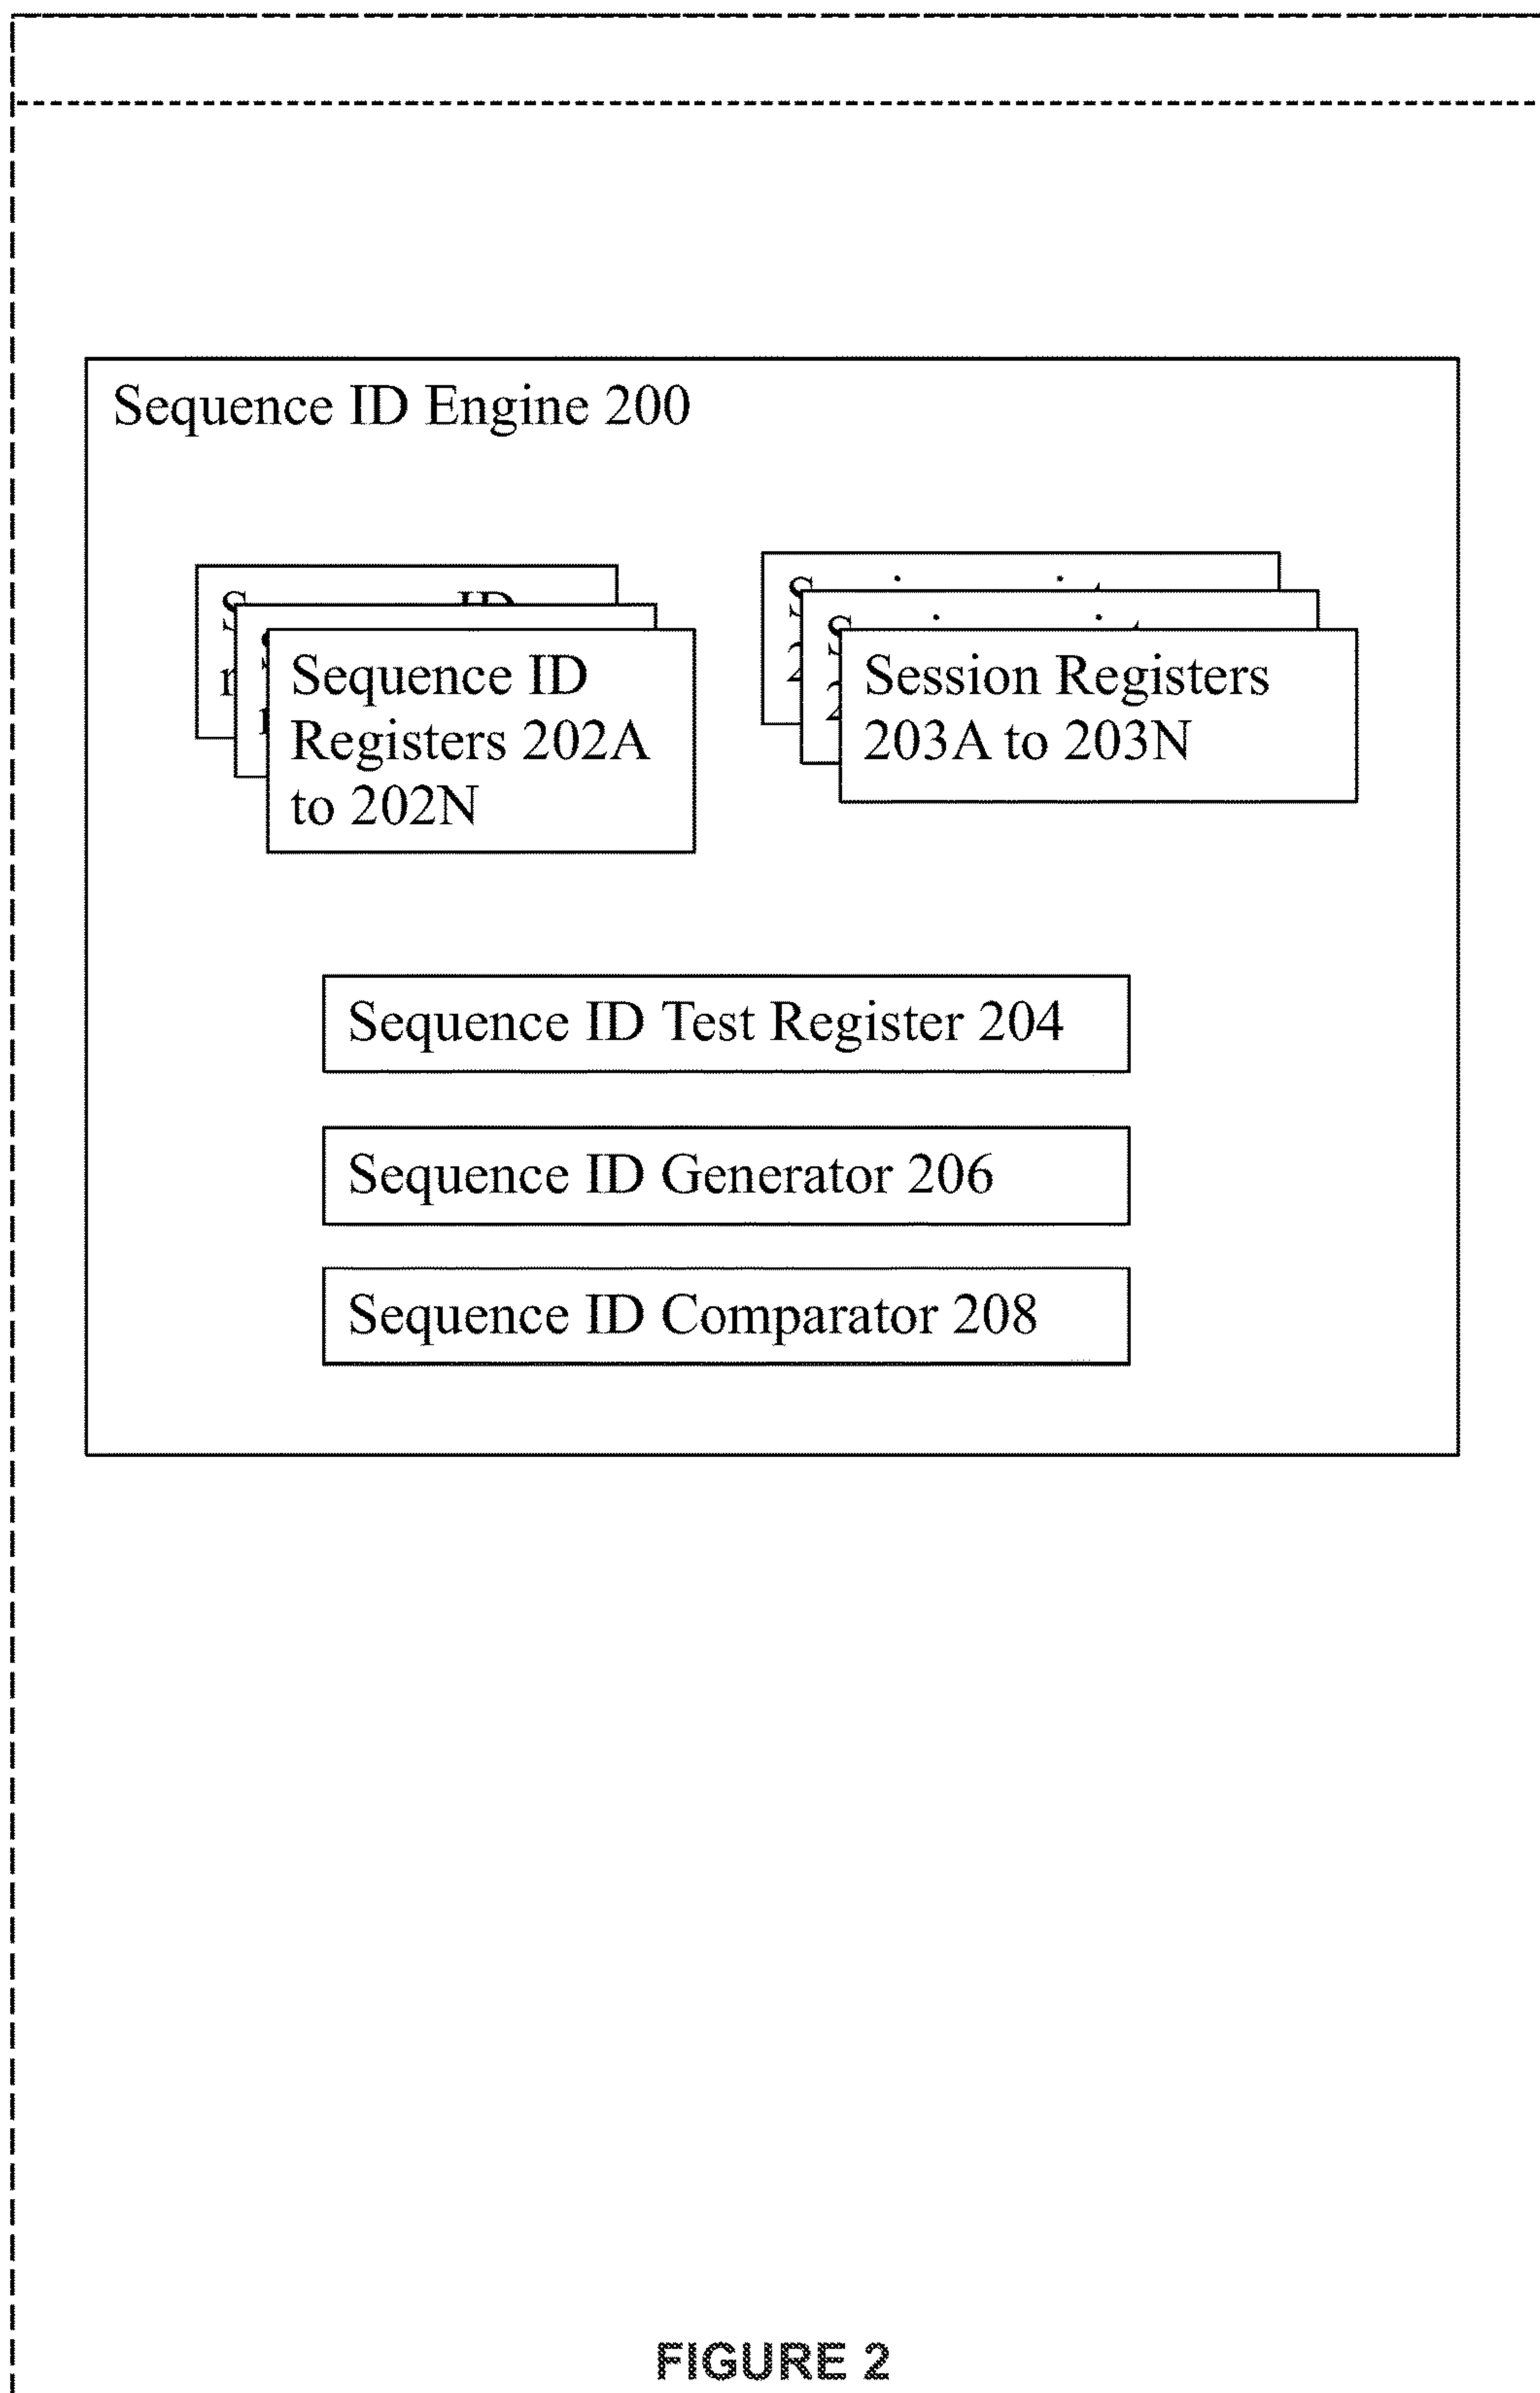 Sequence ID Engine 200
Sequence ID
Registers 202A
to 202N
Session Registers
203A to 203N
Sequence ID Test Register 204
Sequence ID Generator 206
Sequence ID Comparator 208
FIGURE 2